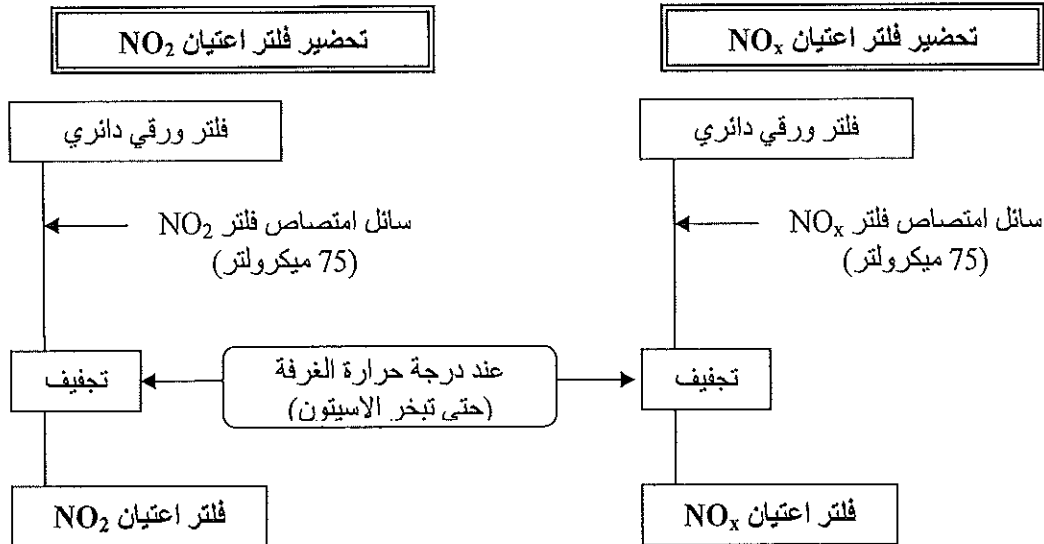 تحضير فلتر اعتيان NOₓ
فلتر ورقي دائري
سائل امتصاص فلتر NOₓ
(75 ميكرولتر)
تجفيف
فلتر اعتيان NOₓ
تحضير فلتر اعتيان NO₂
فلتر ورقي دائري
سائل امتصاص فلتر NO₂
(75 ميكرولتر)
عند درجة حرارة الغرفة
(حتى تبخر الاسيتون)
تجفيف
فلتر اعتيان NO₂